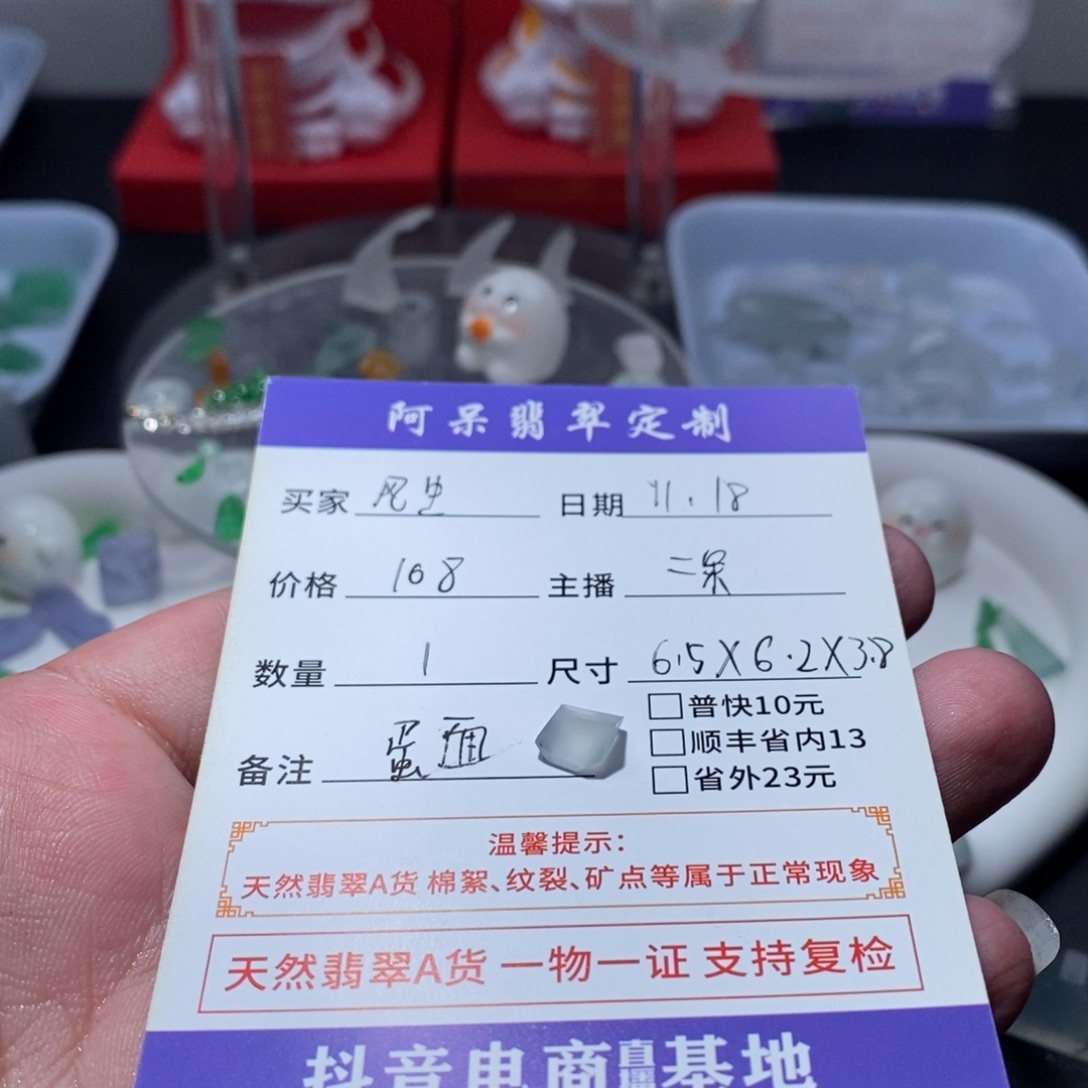 阿呆翡翠定制
买家 风生 日期 11.18
价格 108 主播 二呆
数量 1 尺寸 6.5X6.2X3.8
普快10元
顺丰省内13
备注 蛋面 省外23元
温馨提示：
天然翡翠A货 棉絮、纹裂、矿点等属于正常现象
天然翡翠A货 一物一证 支持复检
抖音电商直播基地